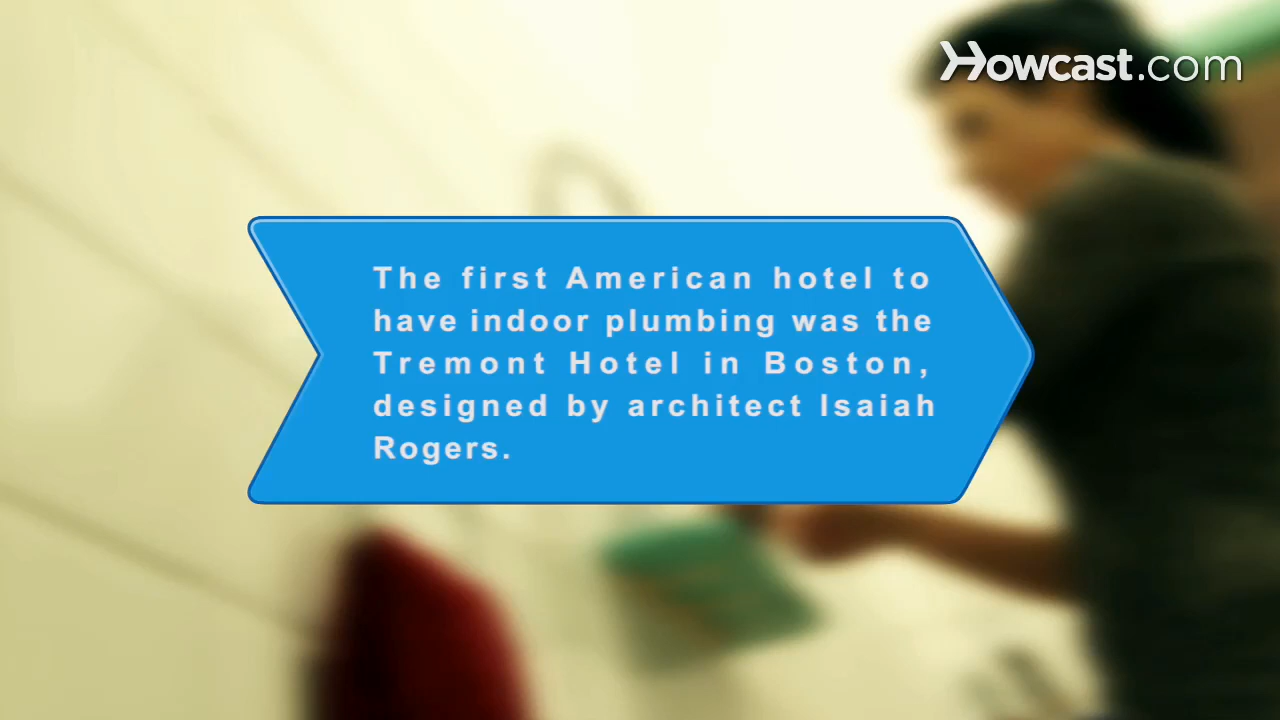 Howcast.com
The first American hotel to
have indoor plumbing was the
Tremont Hotel in Boston,
designed by architect Isaiah
Rogers.